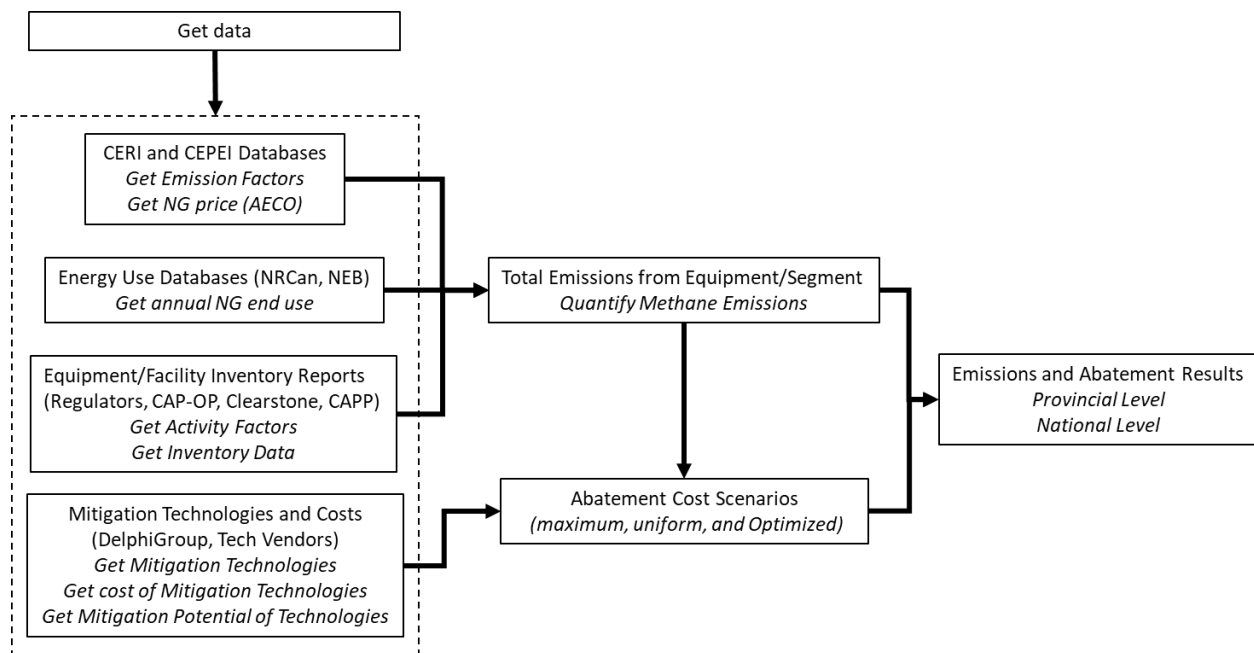 Get data
CERI and CEPEI Databases
Get Emission Factors
Get NG price (AECO)
Energy Use Databases (NRCan, NEB)
Get annual NG end use
Equipment/Facility Inventory Reports
(Regulators, CAP-OP, Clearstone, CAPP)
Get Activity Factors
Get Inventory Data
Mitigation Technologies and Costs
(DelphiGroup, Tech Vendors)
Get Mitigation Technologies
Get cost of Mitigation Technologies
Get Mitigation Potential of Technologies
Total Emissions from Equipment/Segment
Quantify Methane Emissions
Abatement Cost Scenarios
(maximum, uniform, and Optimized)
Emissions and Abatement Results
Provincial Level
National Level